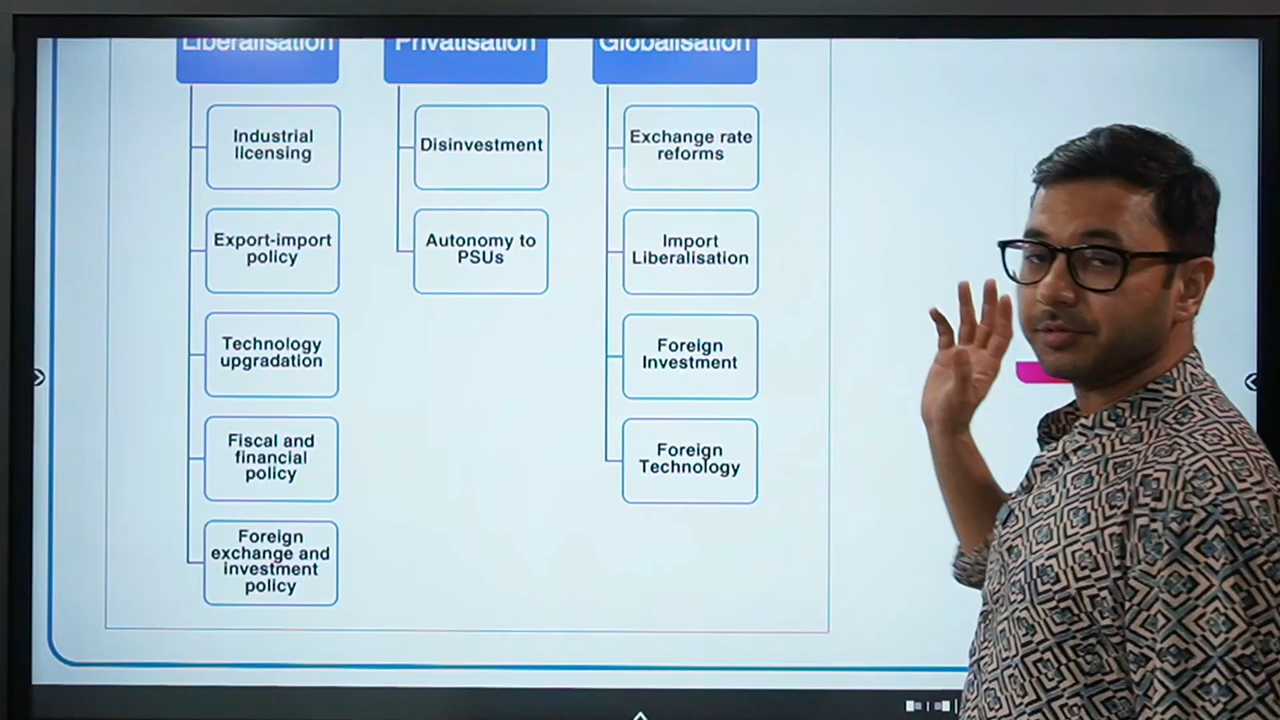 Liberalisation
Industrial
licensing
Export-import
policy
Technology
upgradation
Fiscal and
financial
policy
Foreign
exchange and
investment
policy
Privatisation
Disinvestment
Autonomy to
PSUs
Globalisation
Exchange rate
reforms
Import
Liberalisation
Foreign
Investment
Foreign
Technology